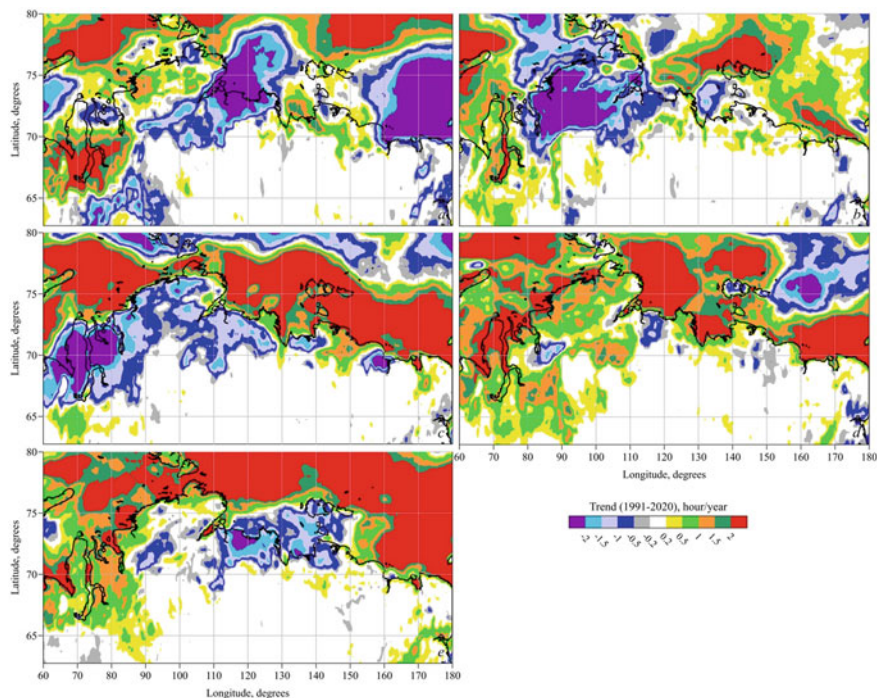 80
75
70
65
Latitude, degrees
a
b
80
75
70
65
Latitude, degrees
c
d
60 70 80 90 100 110 120 130 140 150 160 170 180
Longitude, degrees
80
75
70
65
Latitude, degrees
e
60 70 80 90 100 110 120 130 140 150 160 170 180
Longitude, degrees
Trend (1991-2020), hour/year
-2 -1.5 -1 -0.5 -0.2 0.2 0.5 1 1.5 2